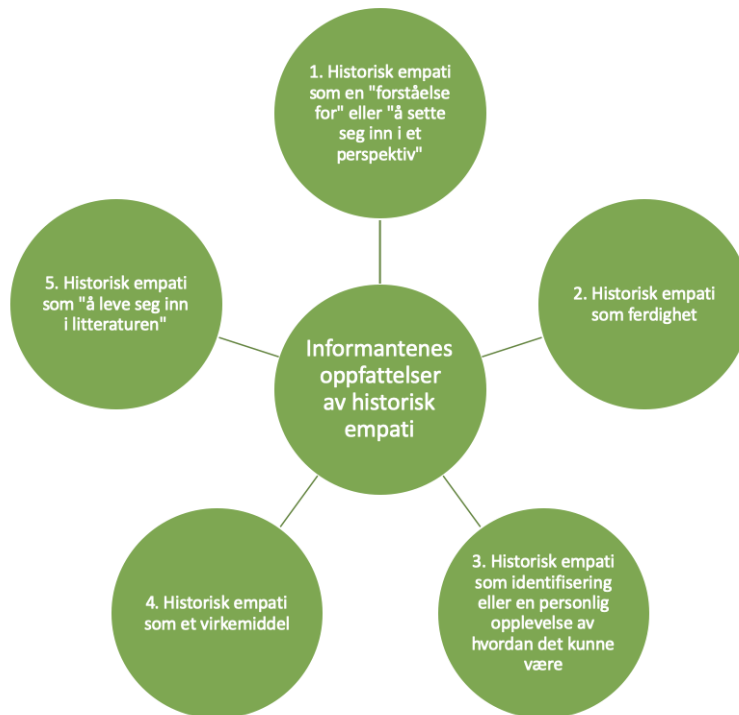 1. Historisk empati
som en "forståelse
for" eller "å sette
seg inn i et
perspektiv"
5. Historisk empati
som "å leve seg inn
i litteraturen"
2. Historisk empati
som ferdighet
Informantenes
oppfattelser
av historisk
empati
4. Historisk empati
som et virkemiddel
3. Historisk empati
som identifisering
eller en personlig
opplevelse av
hvordan det kunne
være